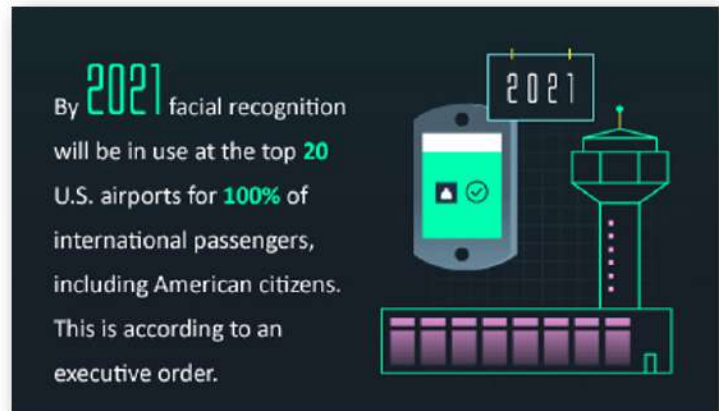 By 2021 facial recognition
will be in use at the top 20
U.S. airports for 100% of
international passengers,
including American citizens.
This is according to an
executive order.
2021